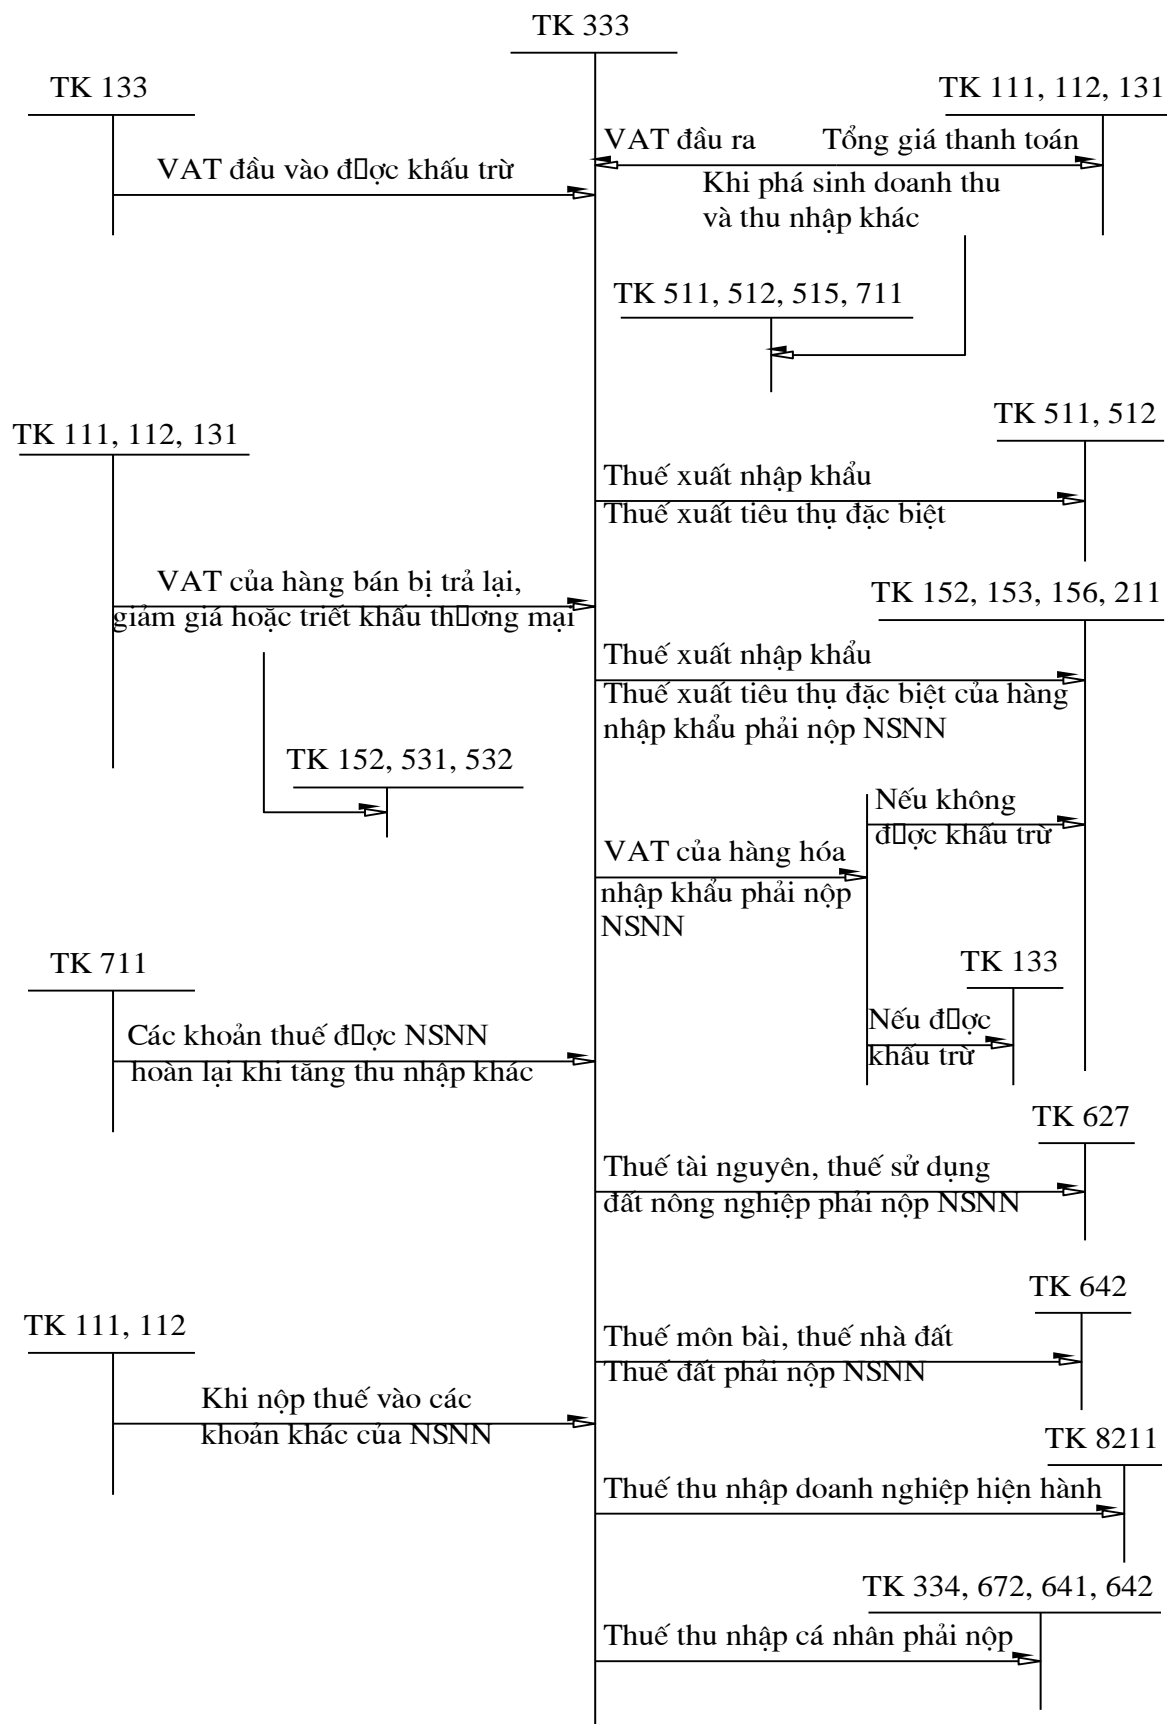 TK 333
TK 133
TK 111, 112, 131
VAT đầu ra
Tổng giá thanh toán
VAT đầu vào đ□ợc khấu trừ
Khi phá sinh doanh thu
và thu nhập khác
TK 511, 512, 515, 711
TK 511, 512
TK 111, 112, 131
Thuế xuất nhập khẩu
Thuế xuất tiêu thụ đặc biệt
VAT của hàng bán bị trả lại,
giảm giá hoặc triết khấu th□ơng mại
TK 152, 153, 156, 211
Thuế xuất nhập khẩu
Thuế xuất tiêu thụ đặc biệt của hàng
nhập khẩu phải nộp NSNN
TK 152, 531, 532
Nếu không
đ□ợc khấu trừ
VAT của hàng hóa
nhập khẩu phải nộp
NSNN
TK 711
TK 133
Các khoản thuế đ□ợc NSNN
hoàn lại khi tăng thu nhập khác
Nếu đ□ợc
khấu trừ
TK 627
Thuế tài nguyên, thuế sử dụng
đất nông nghiệp phải nộp NSNN
TK 642
TK 111, 112
Thuế môn bài, thuế nhà đất
Thuế đất phải nộp NSNN
Khi nộp thuế vào các
khoản khác của NSNN
TK 8211
Thuế thu nhập doanh nghiệp hiện hành
TK 334, 672, 641, 642
Thuế thu nhập cá nhân phải nộp